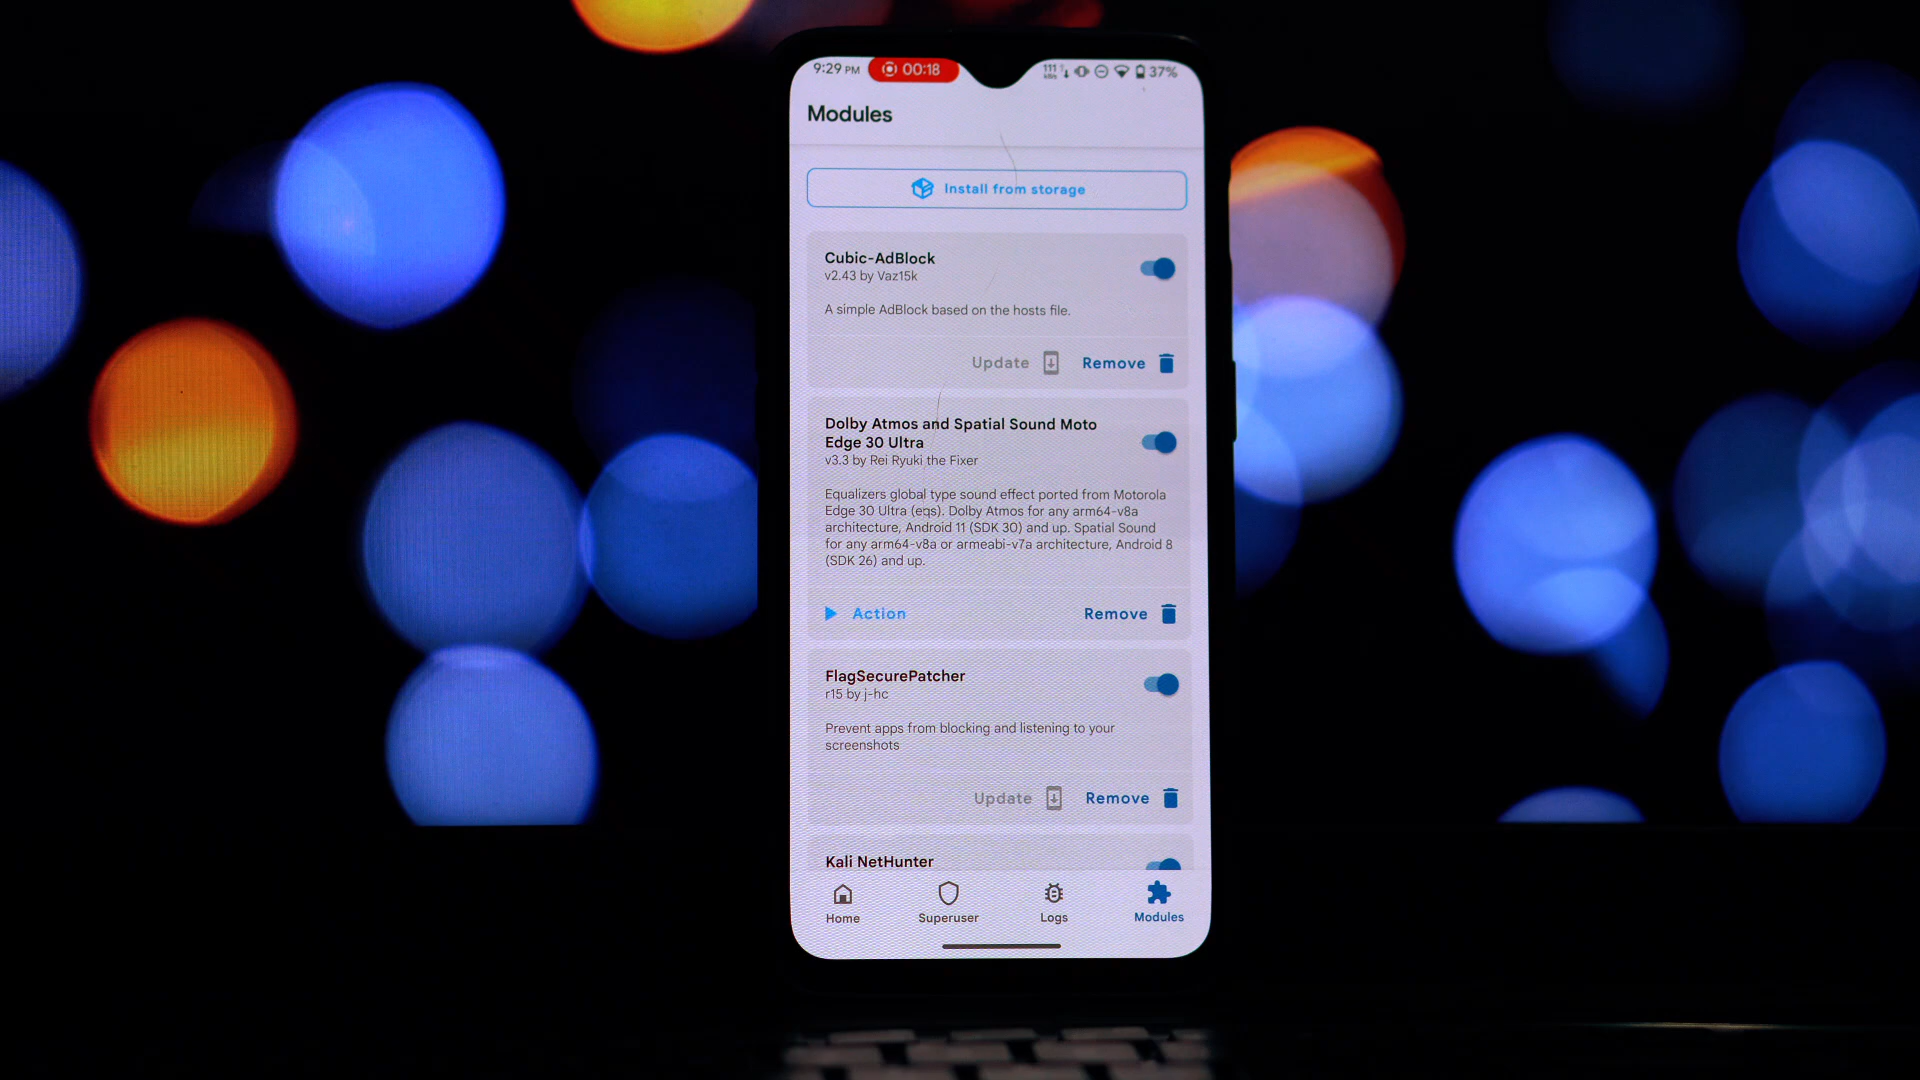 9:29 PM 00:18 111 kB/s 37%
Modules
Install from storage
Cubic-AdBlock
v2.43 by Vaz15k
A simple AdBlock based on the hosts file.
Update Remove
Dolby Atmos and Spatial Sound Moto
Edge 30 Ultra
v3.3 by Rei Ryuki the Fixer
Equalizers global type sound effect ported from Motorola
Edge 30 Ultra (eqs). Dolby Atmos for any arm64-v8a
architecture, Android 11 (SDK 30) and up. Spatial Sound
for any arm64-v8a or armeabi-v7a architecture, Android 8
(SDK 26) and up.
Action Remove
FlagSecurePatcher
r15 by j-hc
Prevent apps from blocking and listening to your
screenshots
Update Remove
Kali NetHunter
Home Superuser Logs Modules